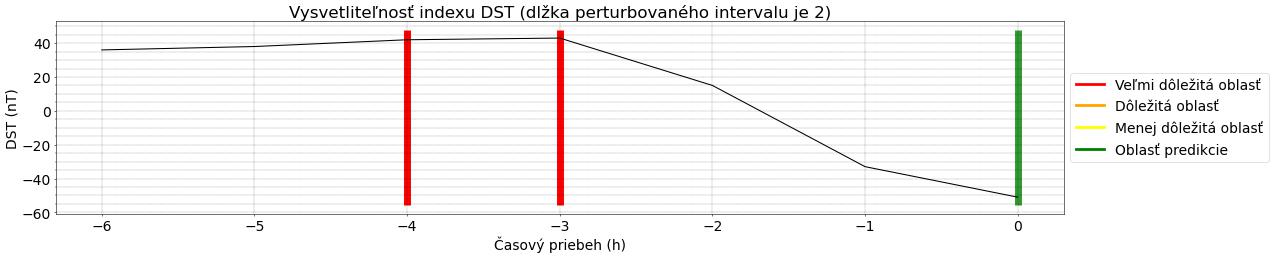 Vysvetliteľnosť indexu DST (dĺžka perturbovaného intervalu je 2)
DST (nT)
40
20
0
−20
−40
−60
−6
−5
−4
−3
−2
−1
0
Časový priebeh (h)
Veľmi dôležitá oblasť
Dôležitá oblasť
Menej dôležitá oblasť
Oblasť predikcie